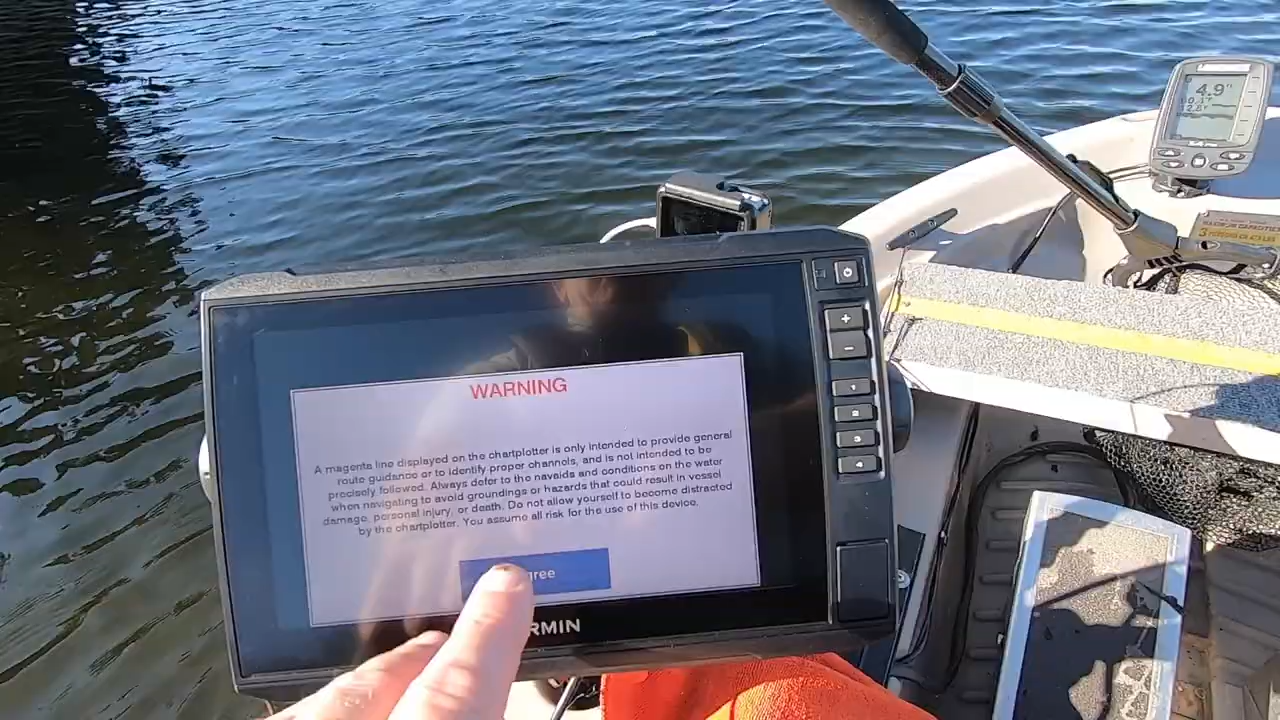 4.9"
WARNING
A magenta line displayed on the chartplotter is only intended to provide general
route guidance or to identify proper channels, and is not intended to be
precisely followed. Always defer to the navaids and conditions on the water
when navigating to avoid groundings or hazards that could result in vessel
damage, personal injury, or death. Do not allow yourself to become distracted
by the chartplotter. You assume all risk for the use of this device.
gree
RMIN
+
−
1
2
3
4